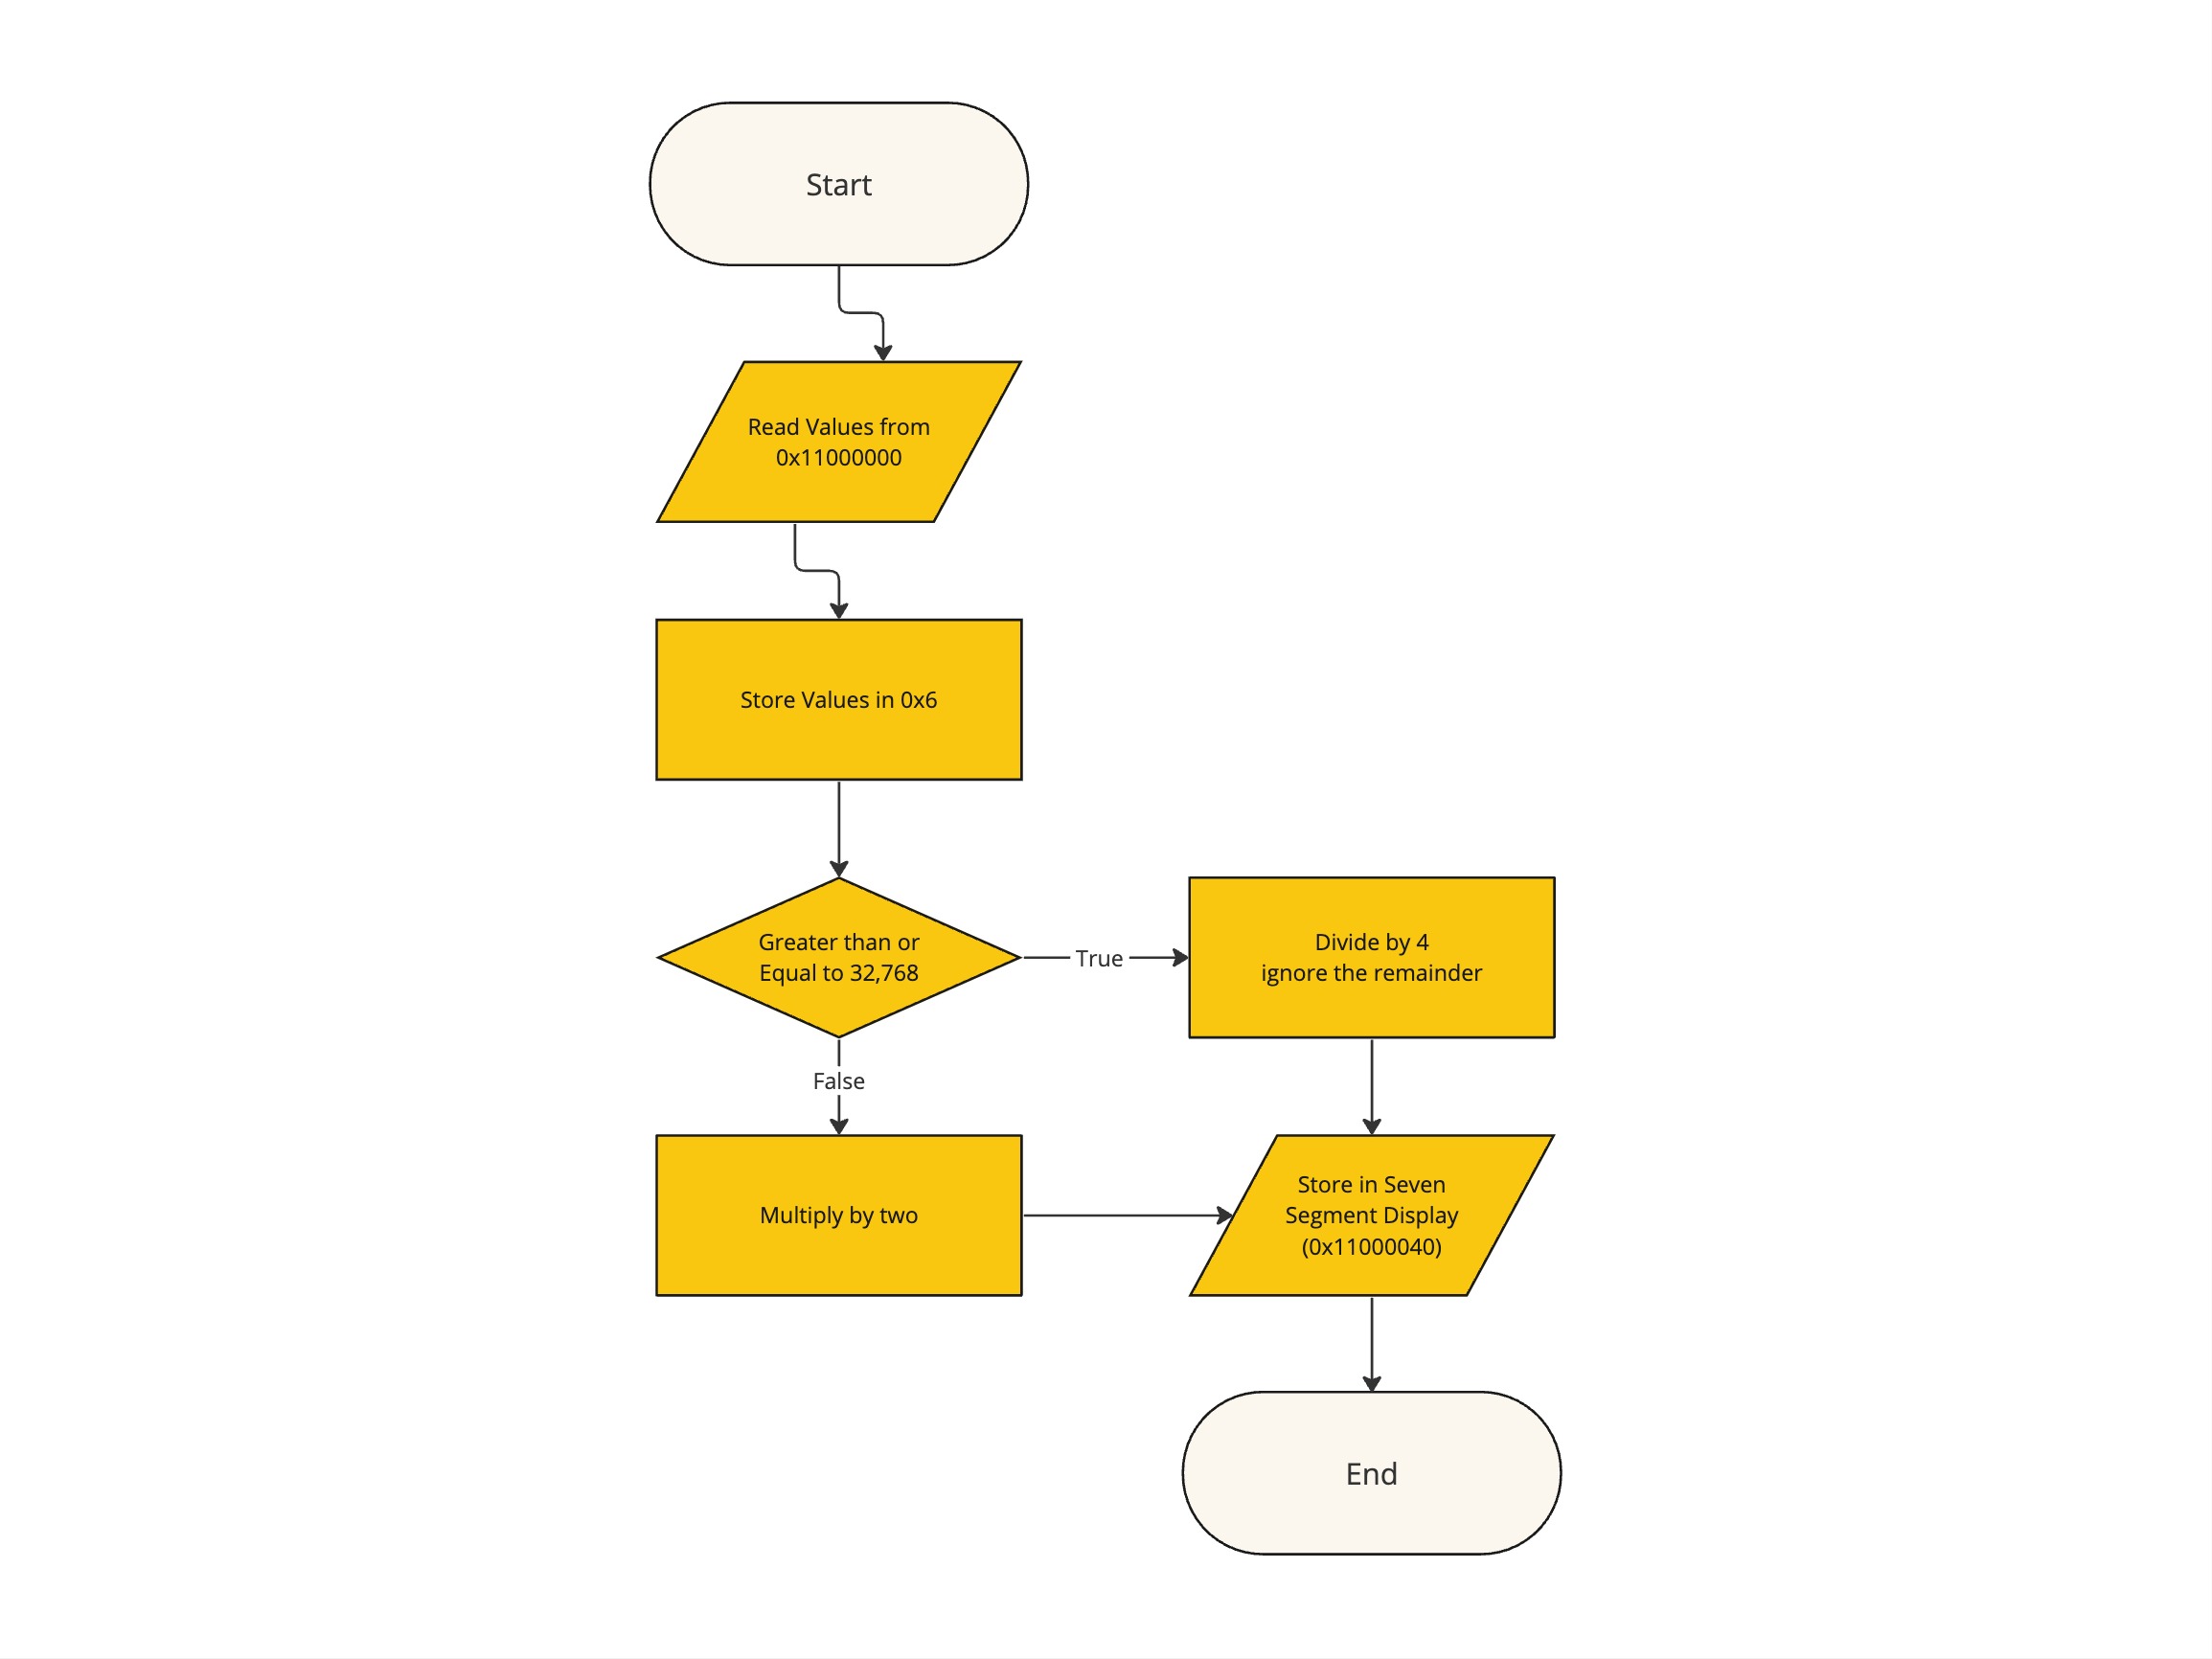 Start
Read Values from
0x11000000
Store Values in 0x6
Greater than or
Equal to 32,768
True
Divide by 4
ignore the remainder
False
Multiply by two
Store in Seven
Segment Display
(0x11000040)
End